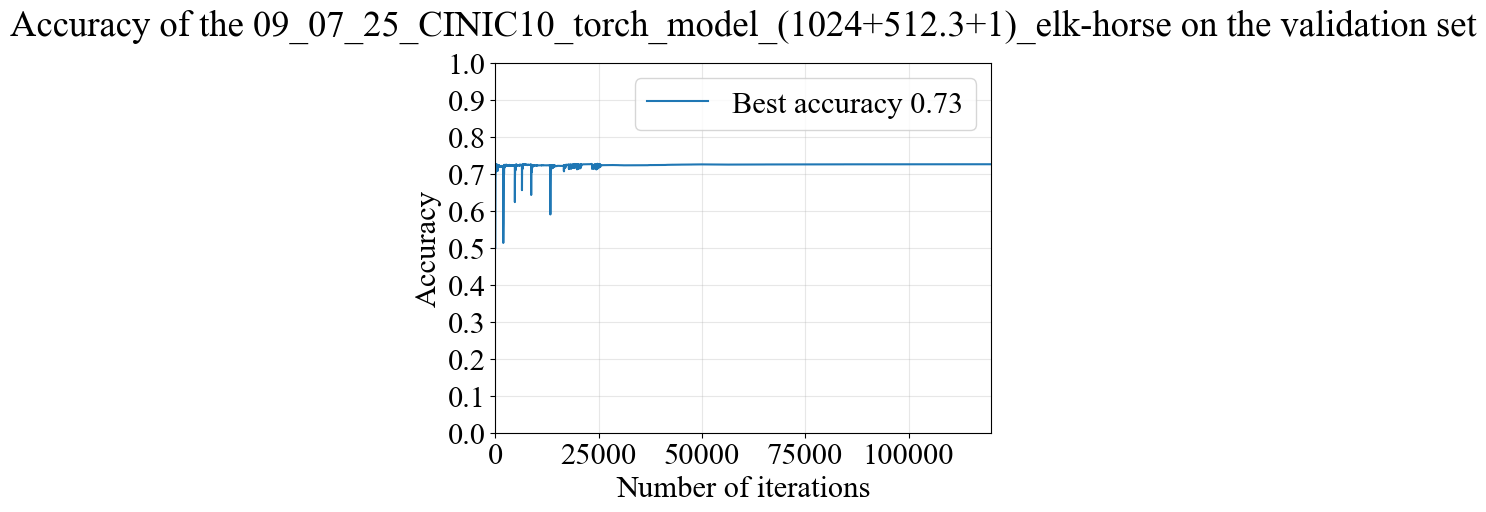 Accuracy of the 09_07_25_CINIC10_torch_model_(1024+512.3+1)_elk-horse on the validation set
Best accuracy 0.73
Accuracy
1.0
0.9
0.8
0.7
0.6
0.5
0.4
0.3
0.2
0.1
0.0
0 25000 50000 75000 100000
Number of iterations